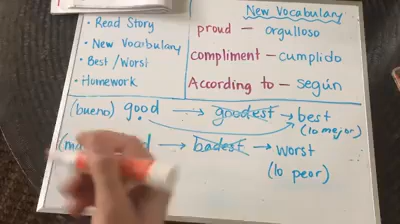 • Read Story
• New Vocabulary
• Best / Worst
• Homework
New Vocabulary
proud — orgulloso
compliment — cumplido
According to — según
(bueno) good → goodest → best
(lo mejor)
(ma d → badest → worst
(lo peor)